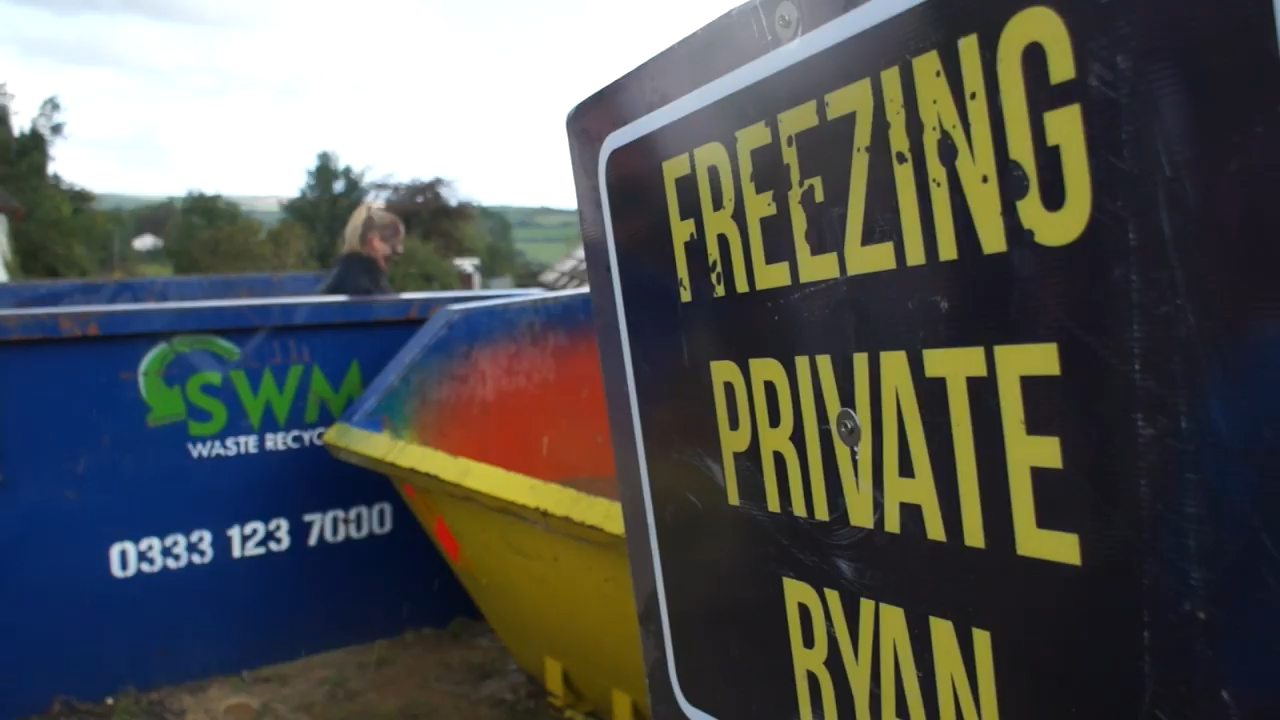 FREEZING
PRIVATE
RYAN
SWM
WASTE RECYC
0333 123 7000